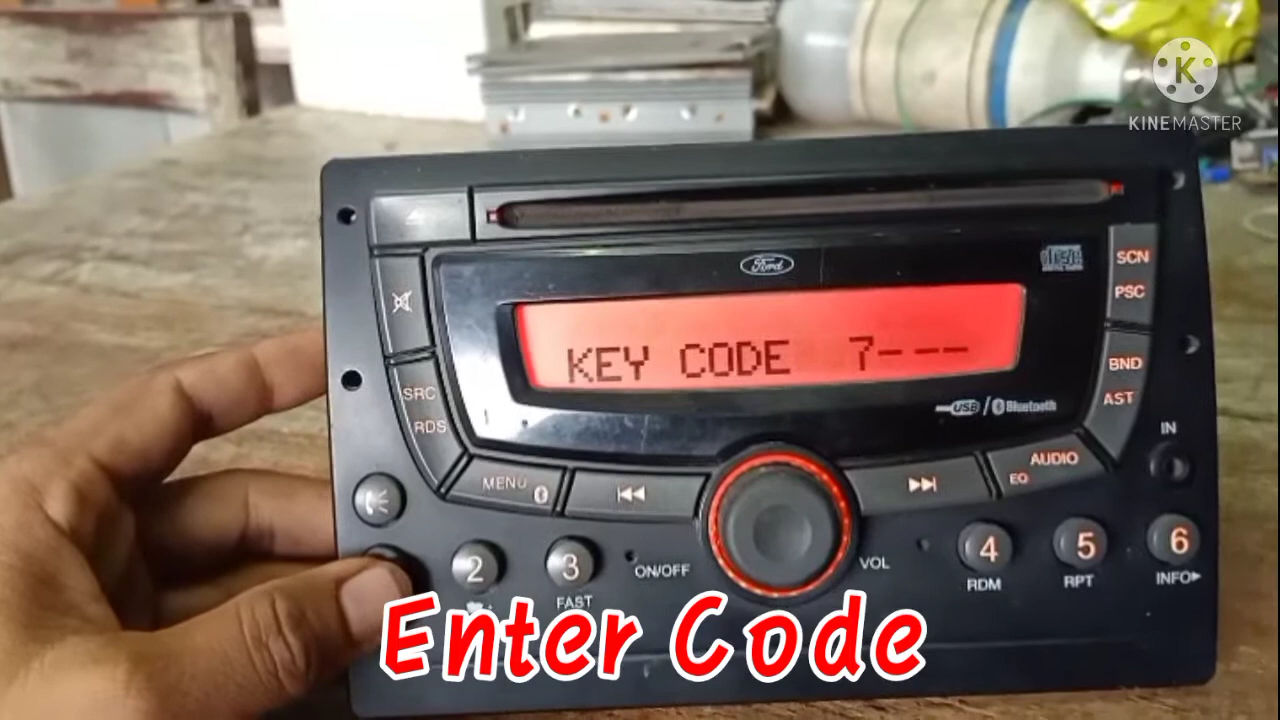 K
KINEMASTER
Ford
disc
SCN
PSC
KEY CODE 7---
BND
AST
USB / Bluetooth
SRC
RDS
IN
MENU
AUDIO
EQ
2
3
ON/OFF
VOL
4
5
6
FAST
RDM
RPT
INFO
Enter Code